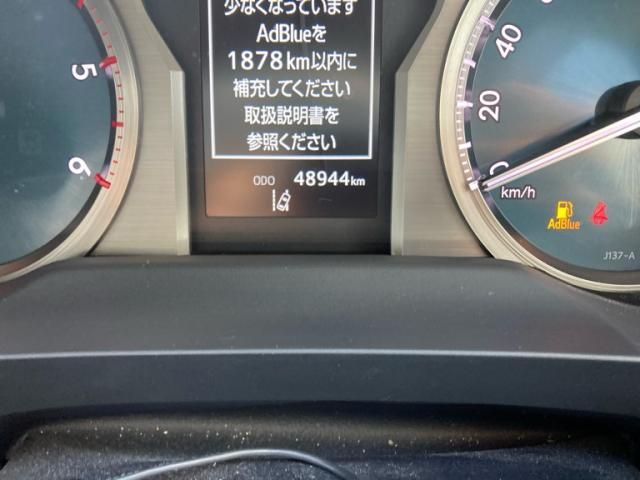 少なくなっています
AdBlueを
1878km以内に
補充してください
取扱説明書を
参照ください
ODO 48944km
5
6
40
20
0
km/h
AdBlue
J137-A